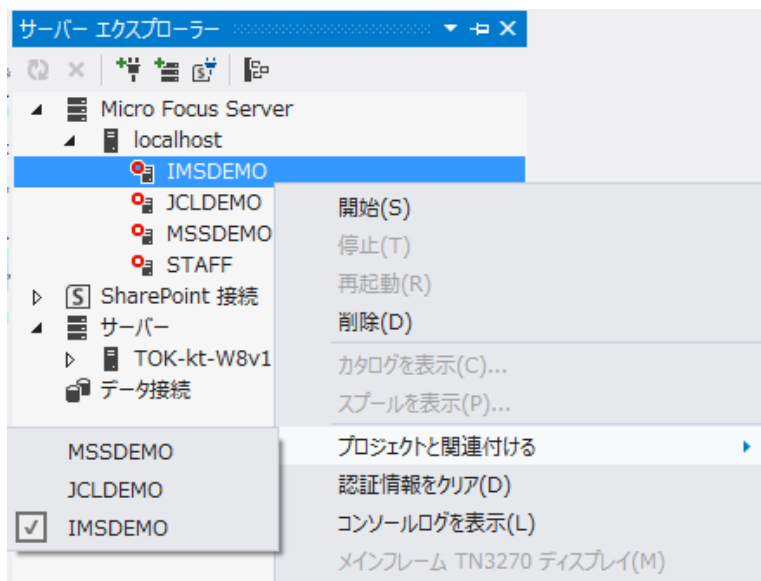 サーバー エクスプローラー
Micro Focus Server
localhost
IMSDEMO
JCLDEMO
MSSDEMO
STAFF
SharePoint 接続
サーバー
TOK-kt-W8v1
データ接続
開始(S)
停止(T)
再起動(R)
削除(D)
カタログを表示(C)...
スプールを表示(P)...
プロジェクトと関連付ける
認証情報をクリア(D)
コンソールログを表示(L)
メインフレーム TN3270 ディスプレイ(M)
MSSDEMO
JCLDEMO
IMSDEMO